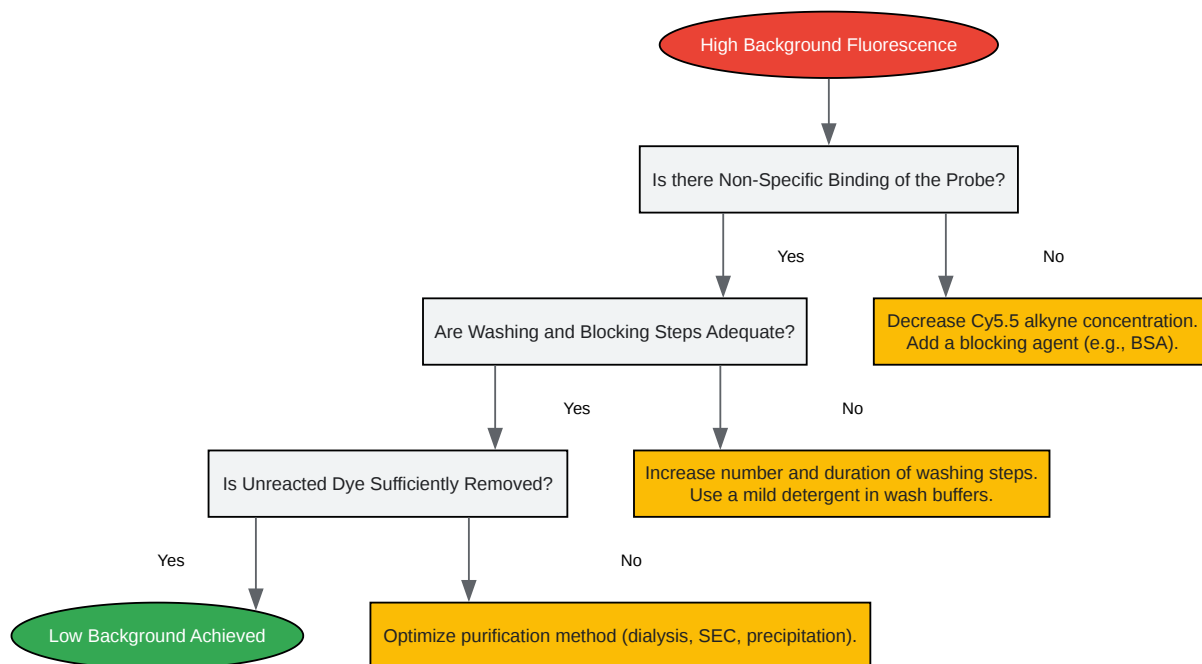 High Background Fluorescence
Is there Non-Specific Binding of the Probe?
Yes
No
Are Washing and Blocking Steps Adequate?
Decrease Cy5.5 alkyne concentration.
Add a blocking agent (e.g., BSA).
Yes
No
Is Unreacted Dye Sufficiently Removed?
Increase number and duration of washing steps.
Use a mild detergent in wash buffers.
Yes
No
Low Background Achieved
Optimize purification method (dialysis, SEC, precipitation).